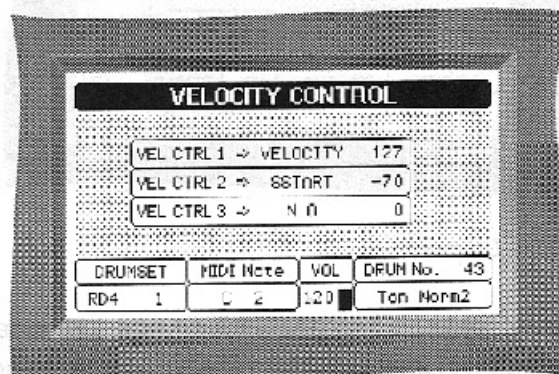 VELOCITY CONTROL
VEL CTRL 1 -> VELOCITY 127
VEL CTRL 2 -> SSTART -70
VEL CTRL 3 -> 0
DRUMSET MIDI Note VOL DRUM No. 43
RD4 1 C 2 120 Tom Norm2